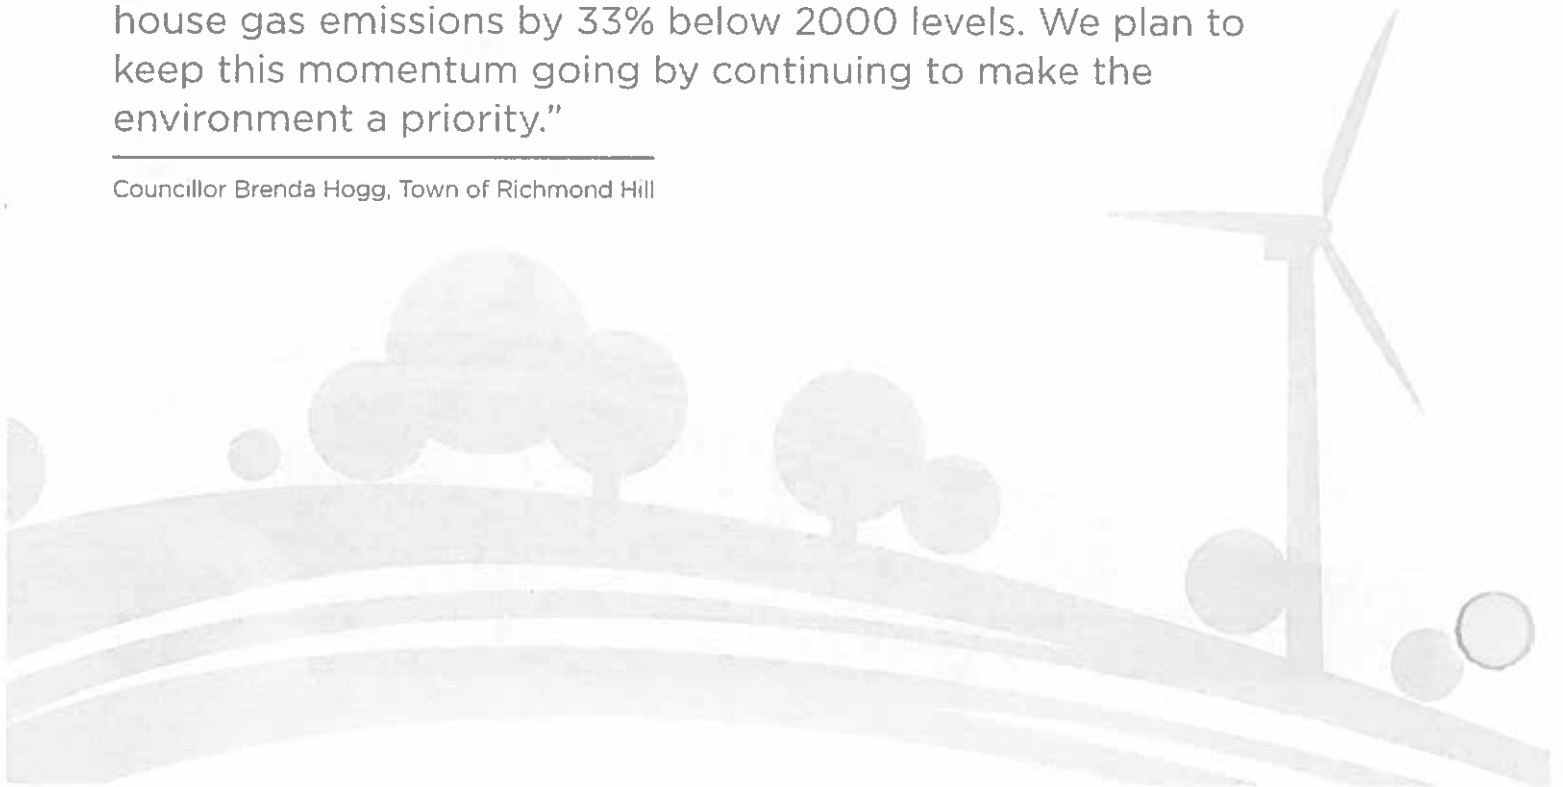 house gas emissions by 33% below 2000 levels. We plan to
keep this momentum going by continuing to make the
environment a priority.”
Councillor Brenda Hogg, Town of Richmond Hill